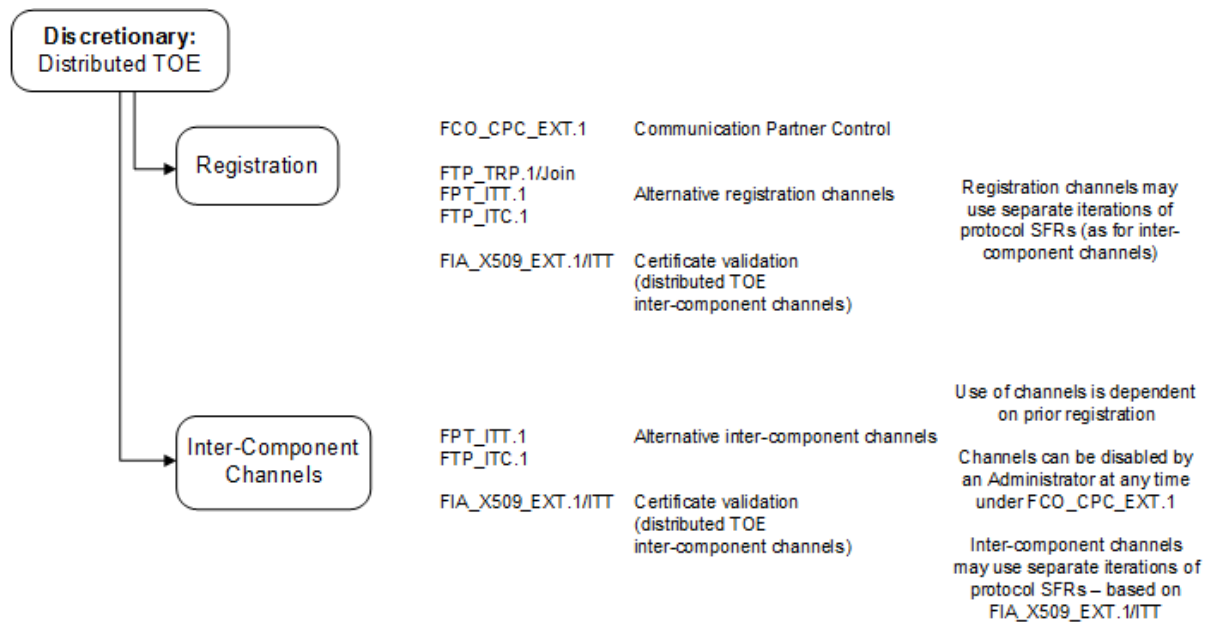 Discretionary:
Distributed TOE
Registration
FCO_CPC_EXT.1 Communication Partner Control
FTP_TRP.1/Join
FPT_ITT.1 Alternative registration channels
FTP_ITC.1
FIA_X509_EXT.1/ITT Certificate validation
(distributed TOE
inter-component channels)
Registration channels may
use separate iterations of
protocol SFRs (as for inter-
component channels)
Inter-Component
Channels
FPT_ITT.1 Alternative inter-component channels
FTP_ITC.1
FIA_X509_EXT.1/ITT Certificate validation
(distributed TOE
inter-component channels)
Use of channels is dependent
on prior registration
Channels can be disabled by
an Administrator at any time
under FCO_CPC_EXT.1
Inter-component channels
may use separate iterations of
protocol SFRs – based on
FIA_X509_EXT.1/ITT